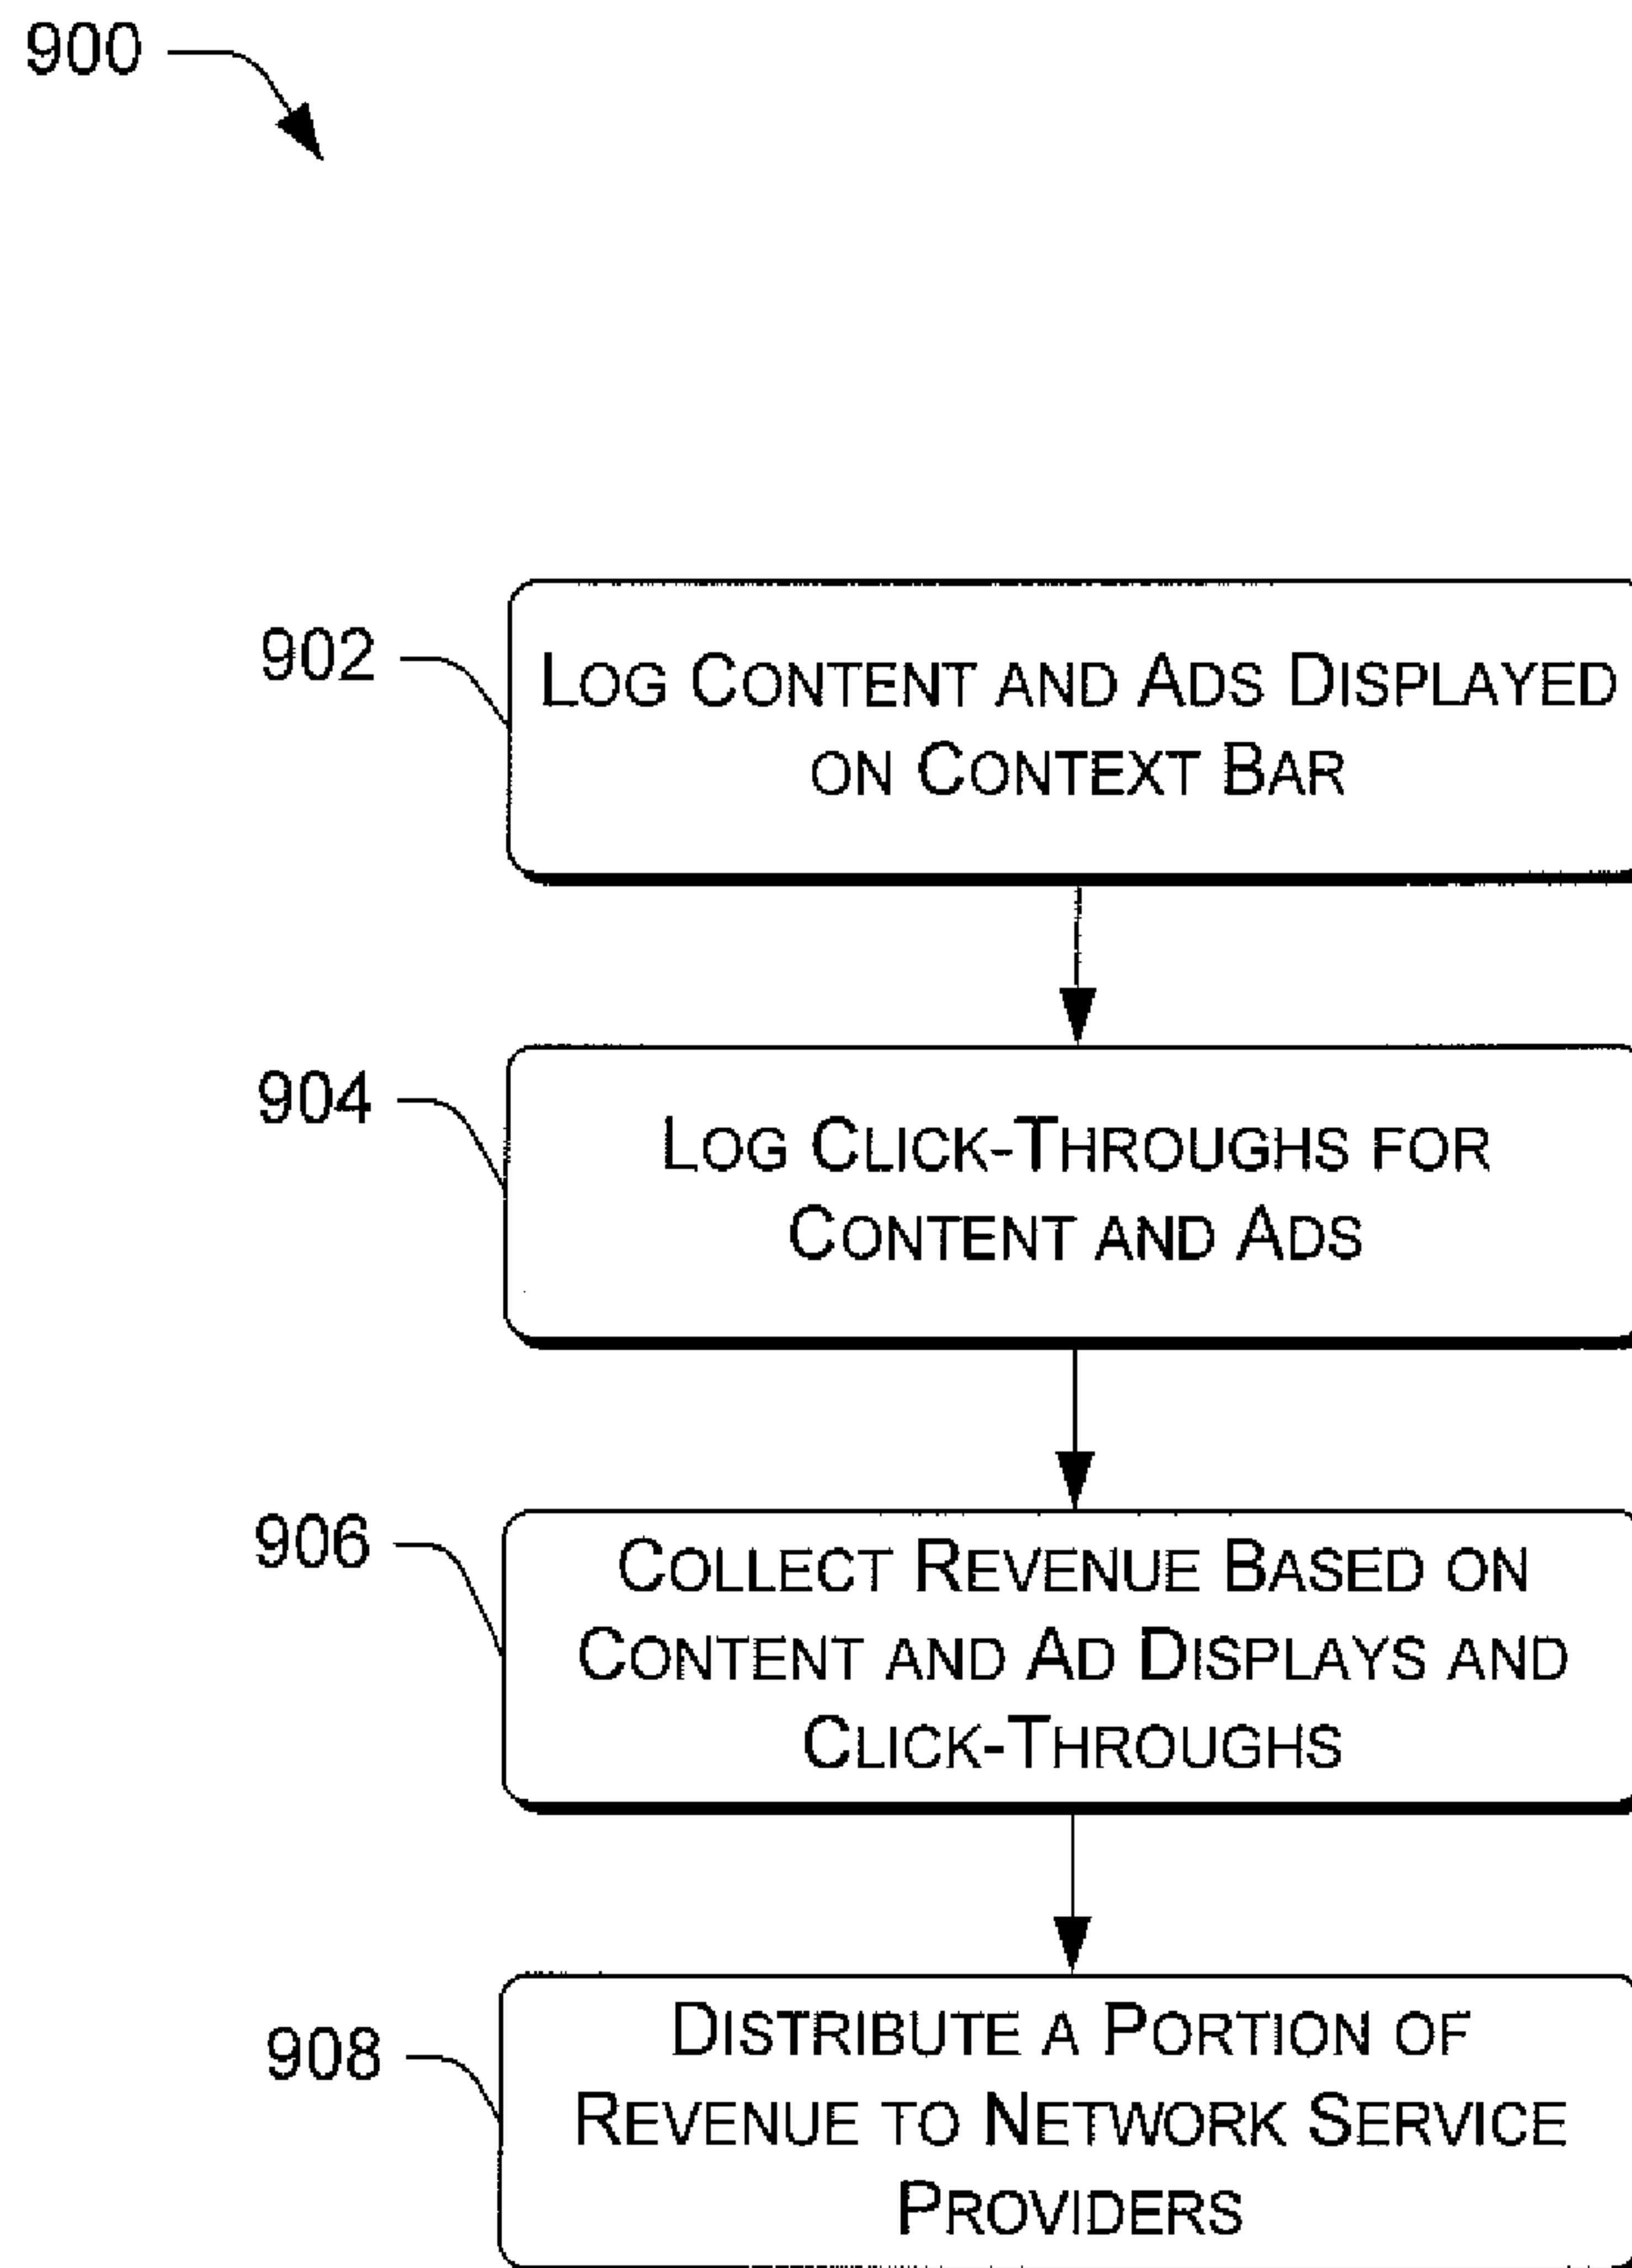 900
902
LOG CONTENT AND ADS DISPLAYED
ON CONTEXT BAR
904
LOG CLICK-THROUGHS FOR
CONTENT AND ADS
906
COLLECT REVENUE BASED ON
CONTENT AND AD DISPLAYS AND
CLICK-THROUGHS
908
DISTRIBUTE A PORTION OF
REVENUE TO NETWORK SERVICE
PROVIDERS